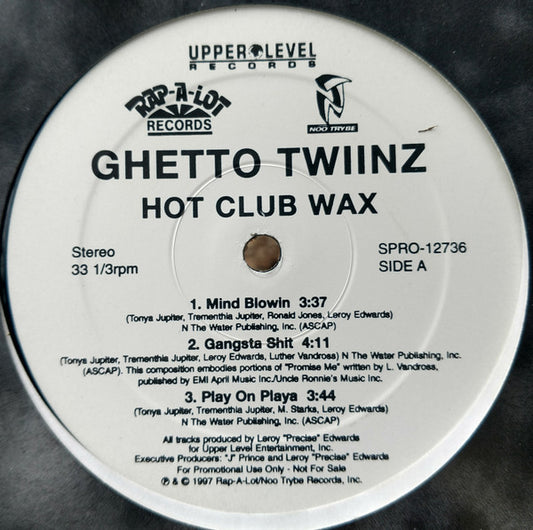 UPPER LEVEL
RECORDS
RAP-A-LOT
RECORDS
NOO TRYBE
GHETTO TWIINZ
HOT CLUB WAX
Stereo
33 1/3rpm
SPRO-12736
SIDE A
1. Mind Blowin 3:37
(Tonya Jupiter, Trementhia Jupiter, Ronald Jones, Leroy Edwards)
N The Water Publishing, Inc. (ASCAP)
2. Gangsta Shit 4:11
(Tonya Jupiter, Trementhia Jupiter, Leroy Edwards, Luther Vandross) N The Water Publishing, Inc.
(ASCAP). This composition embodies portions of "Promise Me" written by L. Vandross,
published by EMI April Music Inc./Uncle Ronnie's Music Inc.
3. Play On Playa 3:44
(Tonya Jupiter, Trementhia Jupiter, M. Starks, Leroy Edwards)
N The Water Publishing, Inc. (ASCAP)
All tracks produced by Leroy "Precise" Edwards
for Upper Level Entertainment, Inc.
Executive Producers: "J" Prince and Leroy "Precise" Edwards
For Promotional Use Only - Not For Sale
℗ & © 1997 Rap-A-Lot/Noo Trybe Records, Inc.